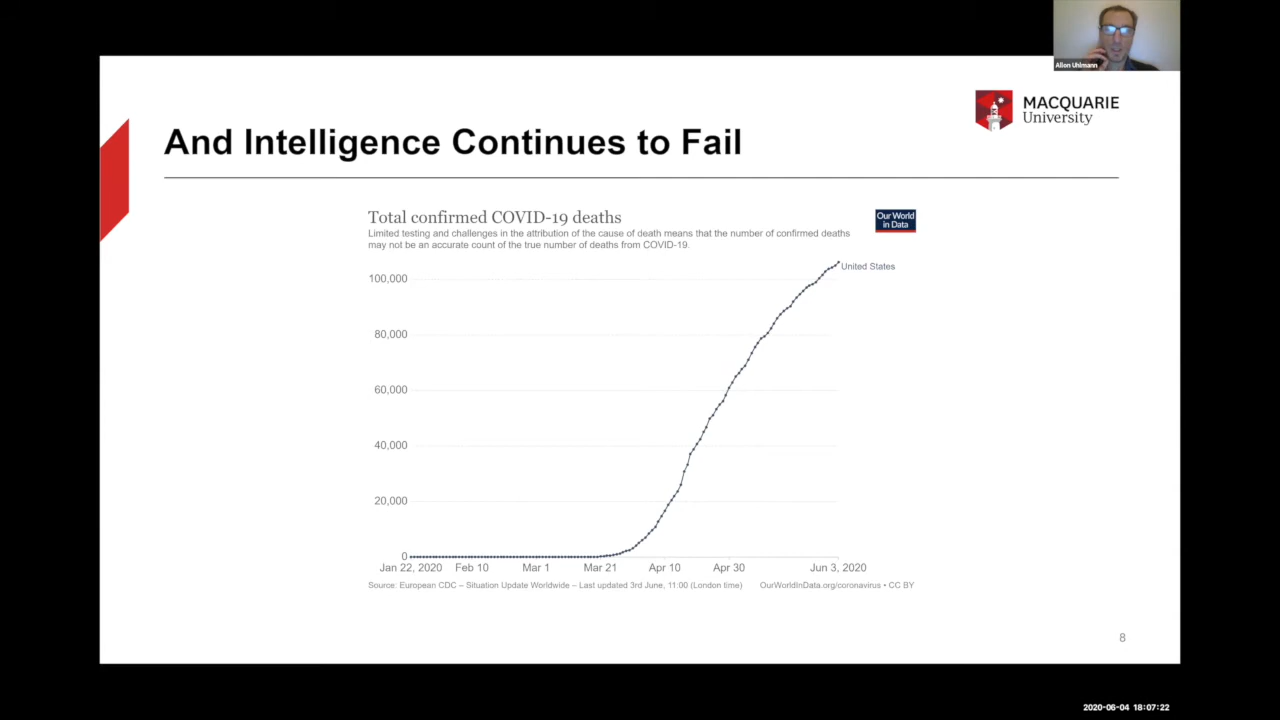 Allon Uhlmann
MACQUARIE
University
And Intelligence Continues to Fail
Total confirmed COVID-19 deaths
Our World
in Data
Limited testing and challenges in the attribution of the cause of death means that the number of confirmed deaths
may not be an accurate count of the true number of deaths from COVID-19.
United States
100,000
80,000
60,000
40,000
20,000
0
Jan 22, 2020 Feb 10 Mar 1 Mar 21 Apr 10 Apr 30 Jun 3, 2020
Source: European CDC – Situation Update Worldwide – Last updated 3rd June, 11:00 (London time) OurWorldInData.org/coronavirus • CC BY
8
2020-06-04 18:07:22